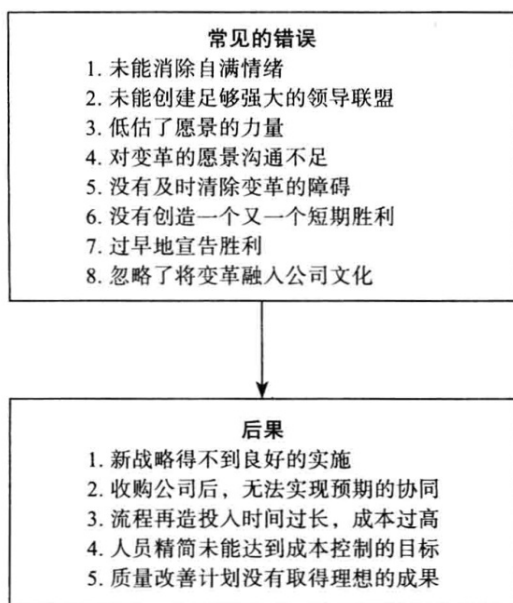 常见的错误
1. 未能消除自满情绪
2. 未能创建足够强大的领导联盟
3. 低估了愿景的力量
4. 对变革的愿景沟通不足
5. 没有及时清除变革的障碍
6. 没有创造一个又一个短期胜利
7. 过早地宣告胜利
8. 忽略了将变革融入公司文化
后果
1. 新战略得不到良好的实施
2. 收购公司后，无法实现预期的协同
3. 流程再造投入时间过长，成本过高
4. 人员精简未能达到成本控制的目标
5. 质量改善计划没有取得理想的成果